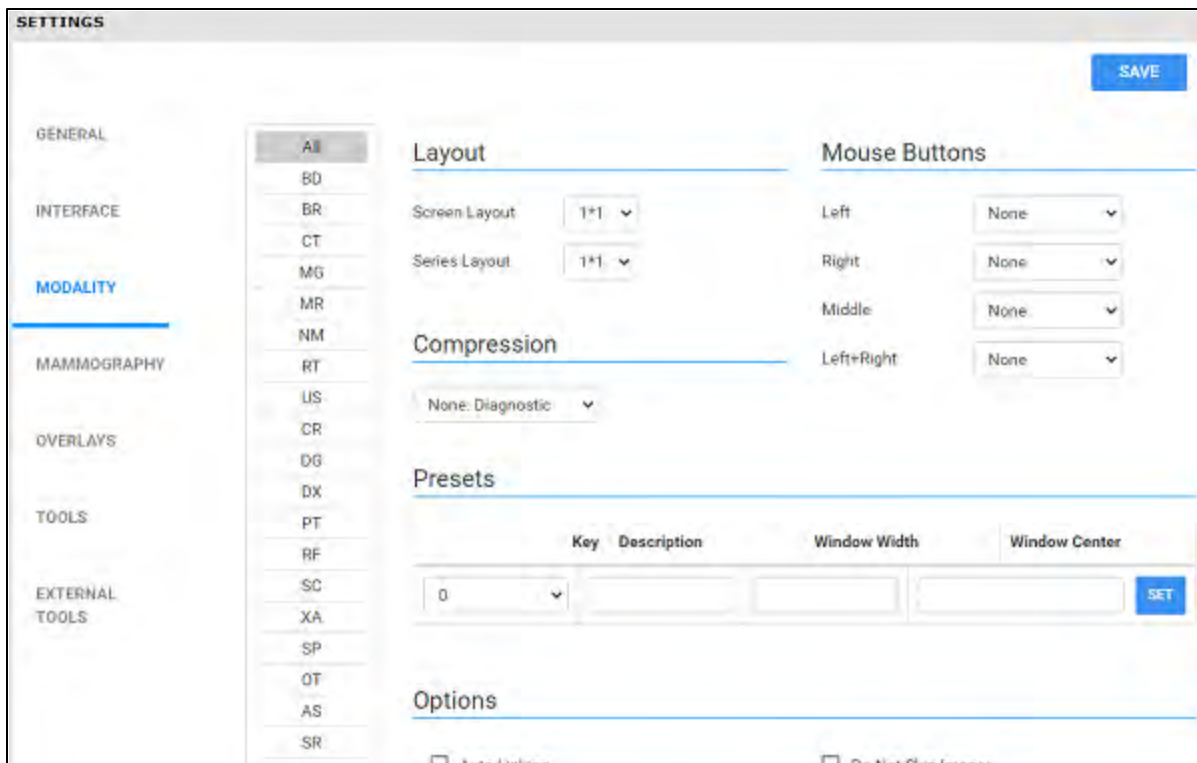 SETTINGS
SAVE
GENERAL
INTERFACE
MODALITY
MAMMOGRAPHY
OVERLAYS
TOOLS
EXTERNAL
TOOLS
All
BD
BR
CT
MG
MR
NM
RT
US
CR
DG
DX
PT
RF
SC
XA
SP
OT
AS
SR
Layout
Screen Layout 1*1
Series Layout 1*1
Compression
None: Diagnostic
Mouse Buttons
Left None
Right None
Middle None
Left+Right None
Presets
Key Description Window Width Window Center
0 SET
Options